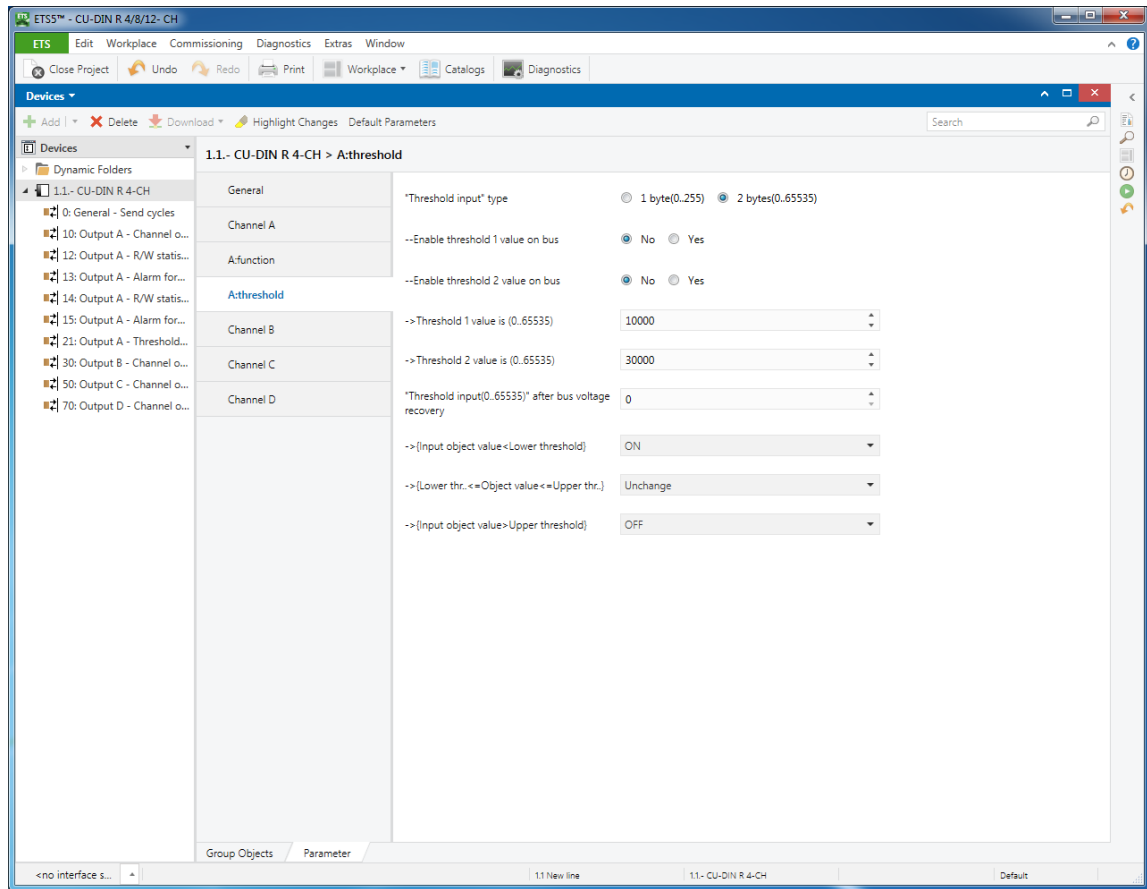 ETS5™ - CU-DIN R 4/8/12- CH
ETS Edit Workplace Commissioning Diagnostics Extras Window
Close Project Undo Redo Print Workplace Catalogs Diagnostics
Devices
Add Delete Download Highlight Changes Default Parameters Search
Devices
Dynamic Folders
1.1.- CU-DIN R 4-CH
0: General - Send cycles
10: Output A - Channel o...
12: Output A - R/W statis...
13: Output A - Alarm for...
14: Output A - R/W statis...
15: Output A - Alarm for...
21: Output A - Threshold...
30: Output B - Channel o...
50: Output C - Channel o...
70: Output D - Channel o...
1.1.- CU-DIN R 4-CH > A:threshold
General
Channel A
A:function
A:threshold
Channel B
Channel C
Channel D
"Threshold input" type 1 byte(0..255) 2 bytes(0..65535)
--Enable threshold 1 value on bus No Yes
--Enable threshold 2 value on bus No Yes
->Threshold 1 value is (0..65535) 10000
->Threshold 2 value is (0..65535) 30000
"Threshold input(0..65535)" after bus voltage
recovery 0
->{Input object value<Lower threshold} ON
->{Lower thr..<=Object value<=Upper thr..} Unchange
->{Input object value>Upper threshold} OFF
Group Objects Parameter
<no interface s... 1.1 New line 1.1.- CU-DIN R 4-CH Default